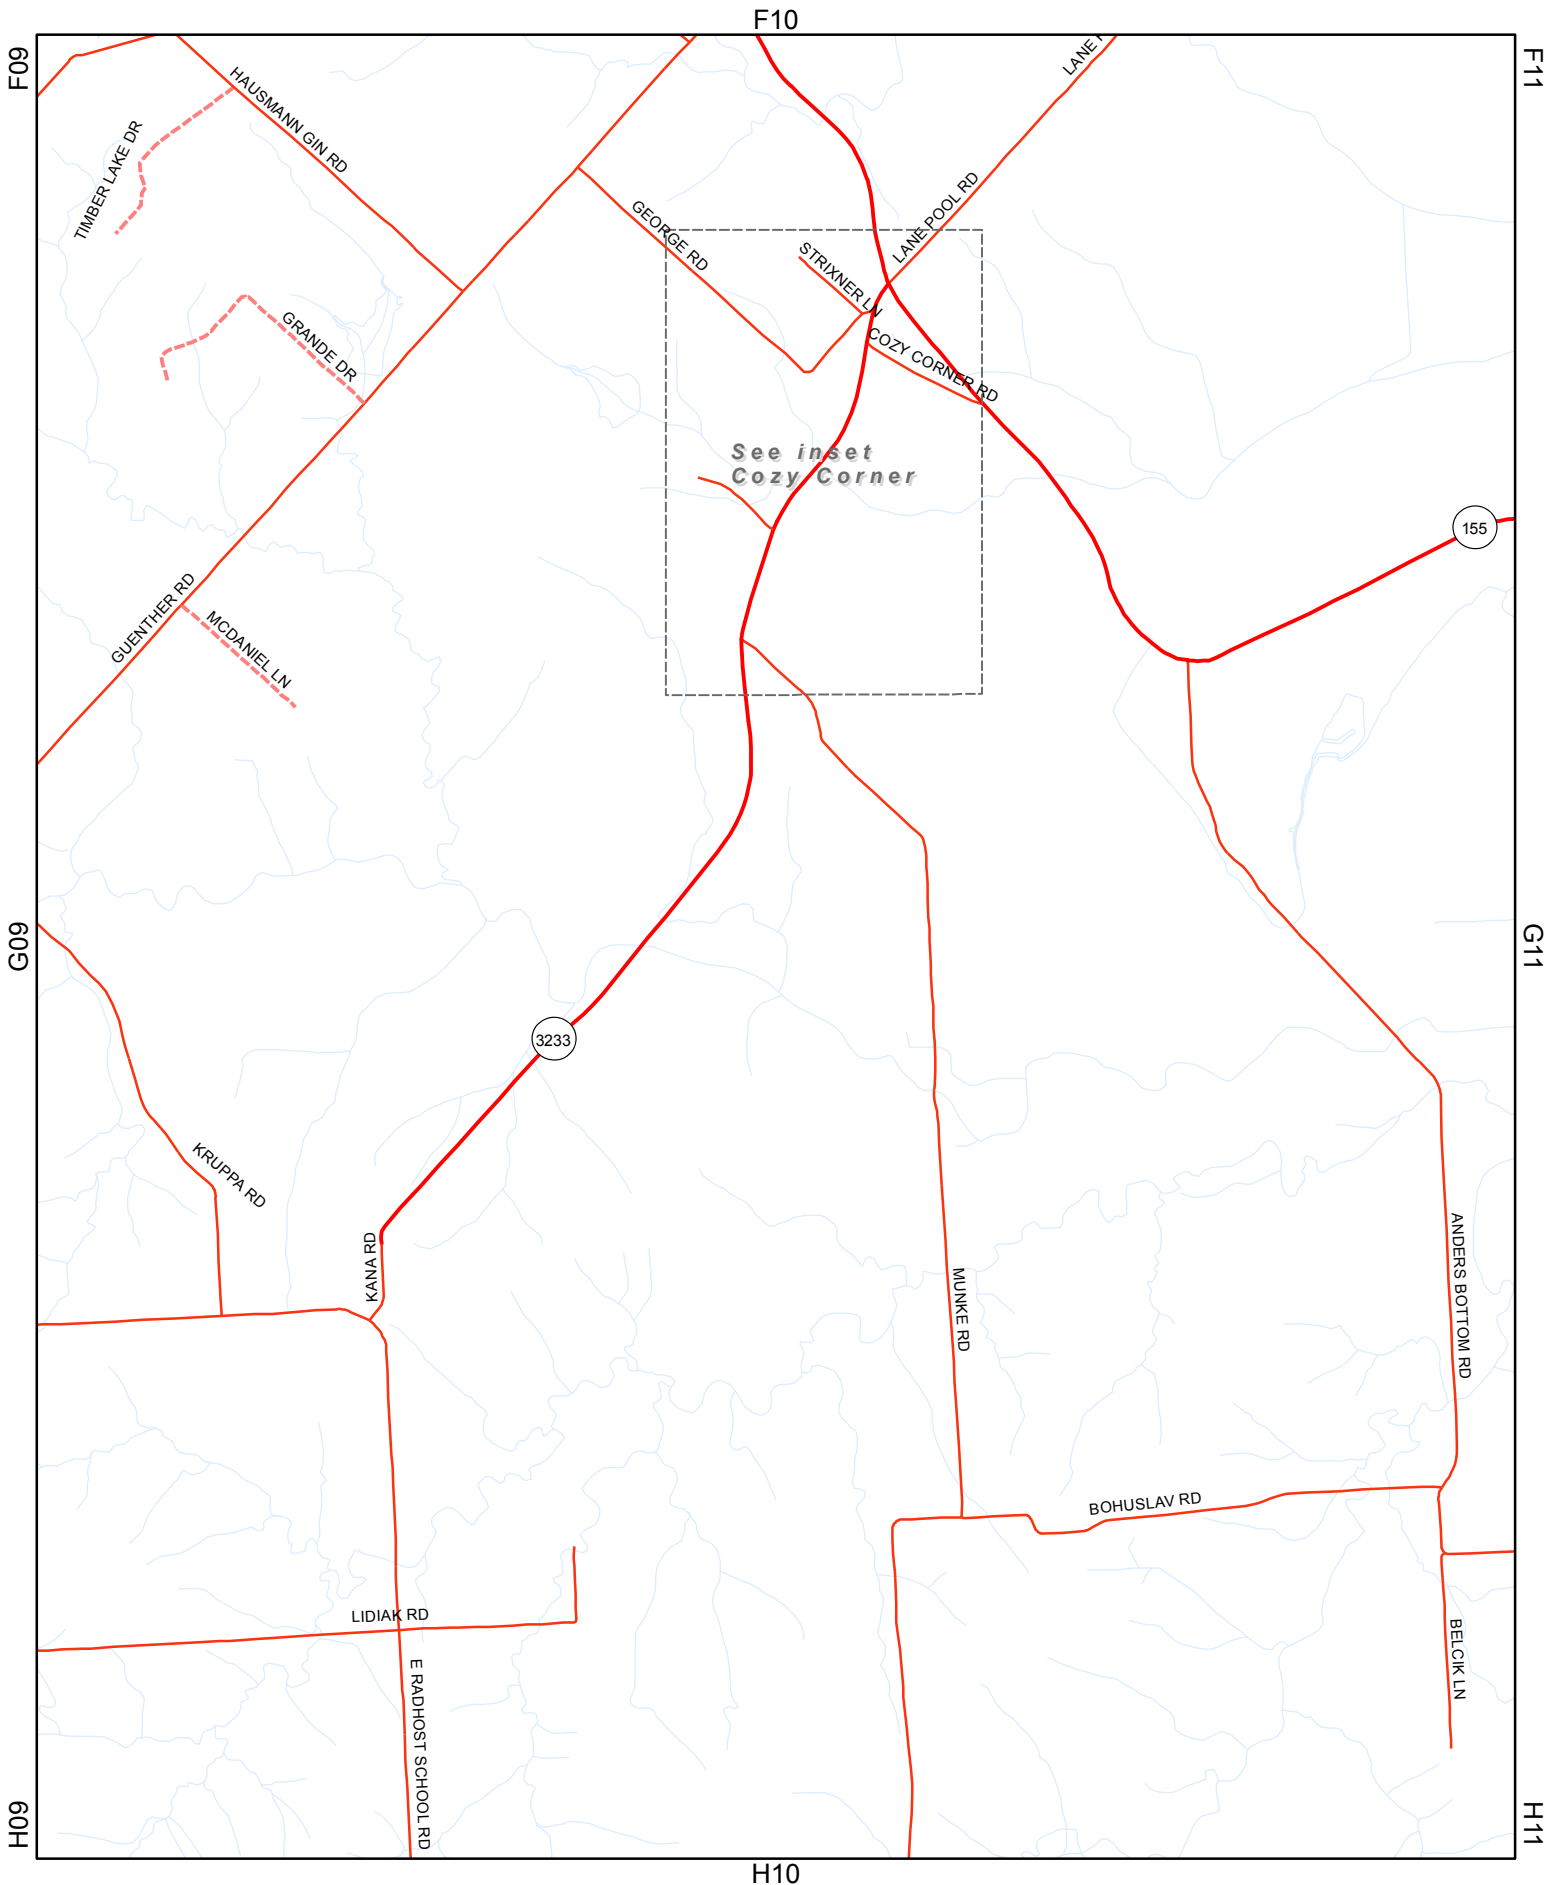 F10
F09
F11
LANE
HAUSMANN GIN RD
TIMBER LAKE DR
LANE POOL RD
GEORGE RD
STRIXNER LN
GRANDE DR
COZY CORNER RD
See inset
Cozy Corner
155
GUENTHER RD
MCDANIEL LN
G09
G11
3233
KRUPPA RD
KANA RD
MUNKE RD
ANDERS BOTTOM RD
BOHUSLAV RD
LIDIAK RD
BELCIK LN
E RADHOST SCHOOL RD
H09
H11
H10